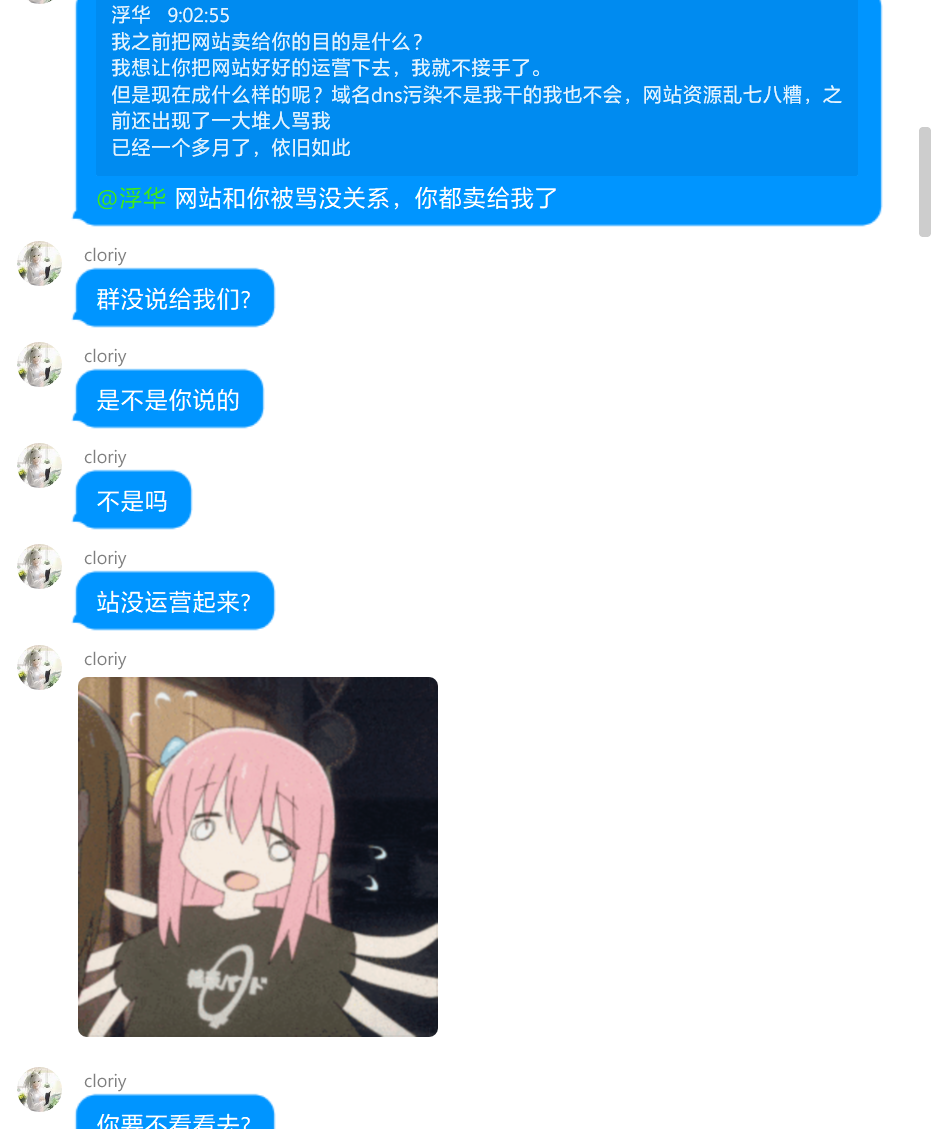 浮华 9:02:55
我之前把网站卖给你的目的是什么？
我想让你把网站好好的运营下去，我就不接手了。
但是现在成什么样的呢？域名dns污染不是我干的我也不会，网站资源乱七八糟，之
前还出现了一大堆人骂我
已经一个多月了，依旧如此
@浮华 网站和你被骂没关系，你都卖给我了
cloriy
群没说给我们?
cloriy
是不是你说的
cloriy
不是吗
cloriy
站没运营起来?
cloriy
cloriy
你要不看看去?